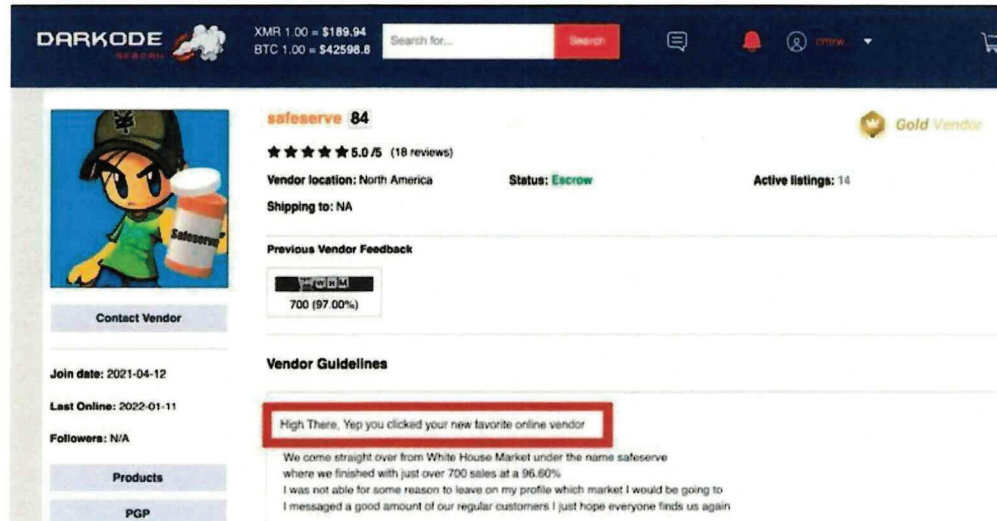 DARKODE
REBORN
XMR 1.00 = $189.94
BTC 1.00 = $42598.8
Search for...
Search
safeserve 84
Gold Vendor
5.0 /5 (18 reviews)
Vendor location: North America
Status: Escrow
Active listings: 14
Shipping to: NA
Safeserve
Previous Vendor Feedback
WHM
700 (97.00%)
Contact Vendor
Vendor Guidelines
Join date: 2021-04-12
Last Online: 2022-01-11
Followers: N/A
Products
PGP
High There, Yep you clicked your new favorite online vendor
We come straight over from White House Market under the name safeserve
where we finished with just over 700 sales at a 96.60%
I was not able for some reason to leave on my profile which market I would be going to
I messaged a good amount of our regular customers I just hope everyone finds us again